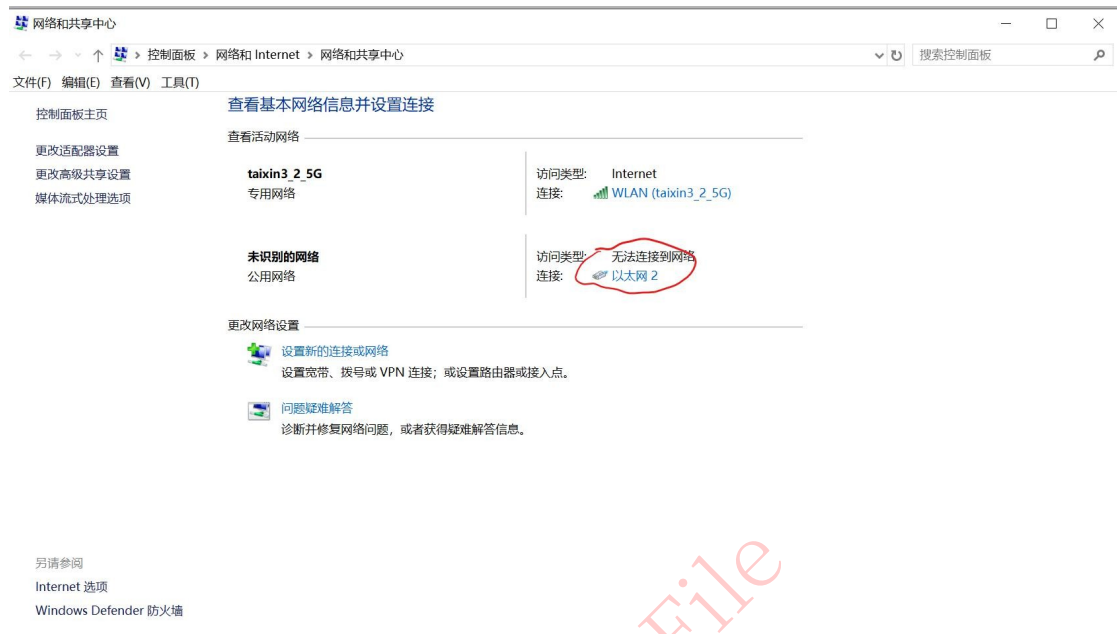 网络和共享中心
控制面板 > 网络和 Internet > 网络和共享中心
搜索控制面板
文件(F) 编辑(E) 查看(V) 工具(T)
控制面板主页
更改适配器设置
更改高级共享设置
媒体流式处理选项
查看基本网络信息并设置连接
查看活动网络
taixin3_2_5G
专用网络
访问类型: Internet
连接: WLAN (taixin3_2_5G)
未识别的网络
公用网络
访问类型: 无法连接到网络
连接: 以太网 2
更改网络设置
设置新的连接或网络
设置宽带、拨号或 VPN 连接；或设置路由器或接入点。
问题疑难解答
诊断并修复网络问题，或者获得疑难解答信息。
另请参阅
Internet 选项
Windows Defender 防火墙
File